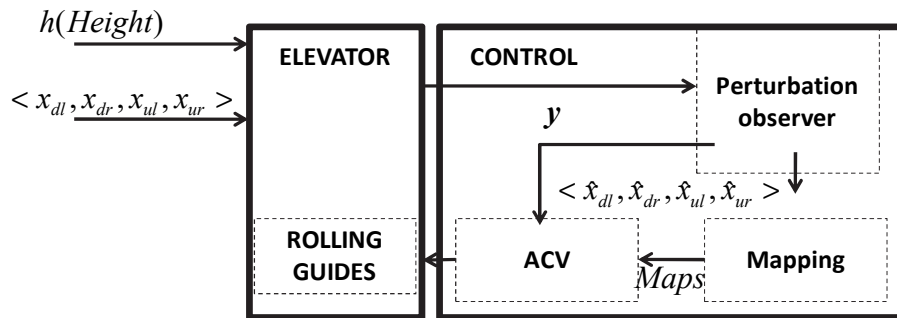 h(Height)
ELEVATOR
CONTROL
< x_dl, x_dr, x_ul, x_ur >
Perturbation
observer
y
< x̂_dl, x̂_dr, x̂_ul, x̂_ur >
ROLLING
GUIDES
ACV
Maps
Mapping